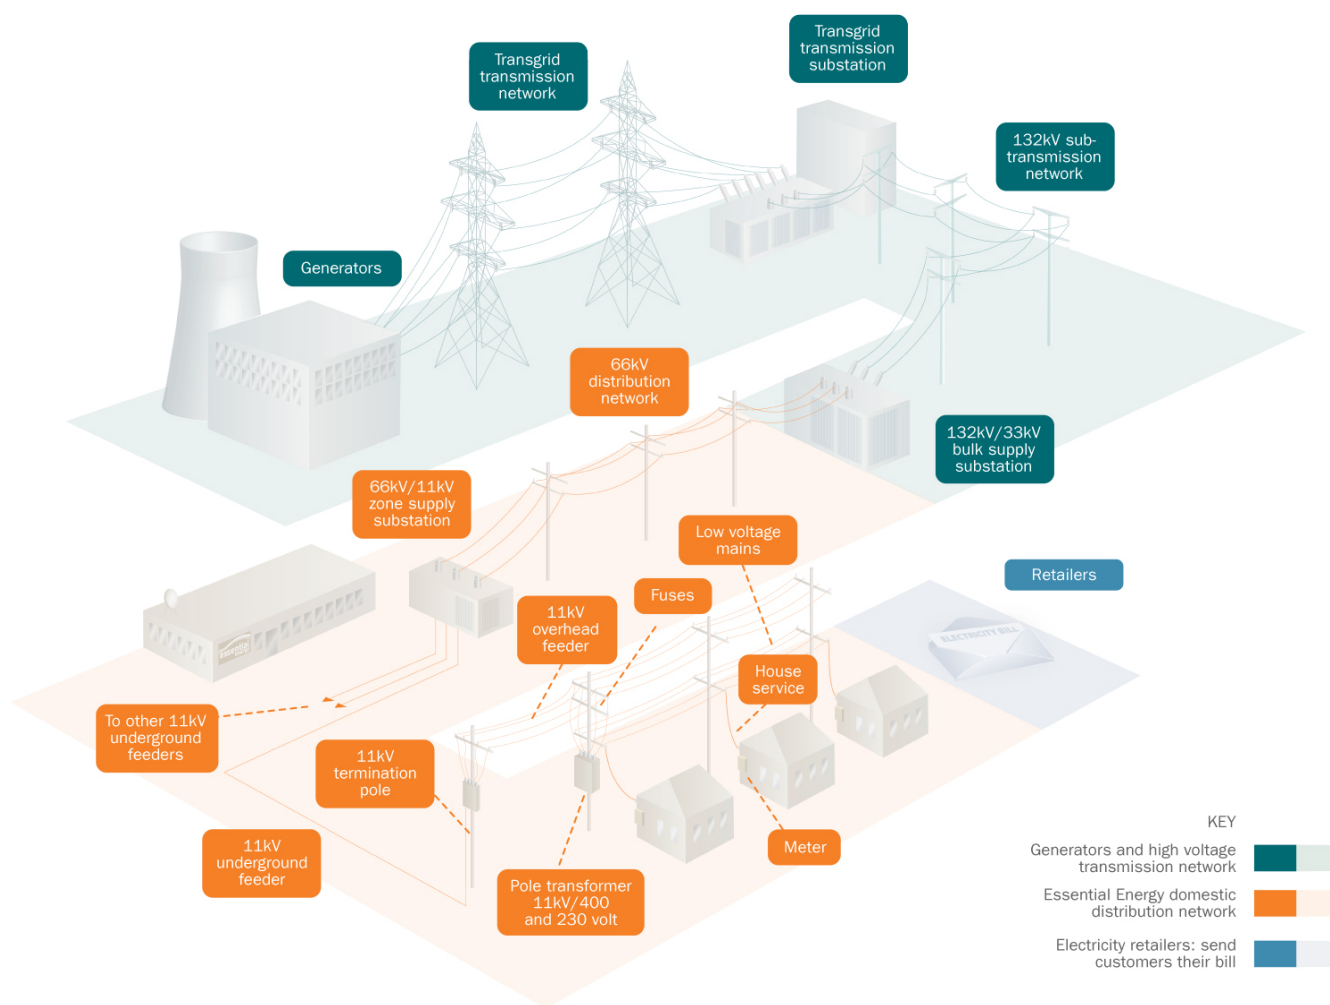 Transgrid
transmission
substation
Transgrid
transmission
network
132kV sub-
transmission
network
Generators
66kV
distribution
network
132kV/33kV
bulk supply
substation
66kV/11kV
zone supply
substation
Low voltage
mains
Retailers
Fuses
11kV
overhead
feeder
ELECTRICITY BILL
essential
House
service
To other 11kV
underground
feeders
11kV
termination
pole
11kV
underground
feeder
Meter
Pole transformer
11kV/400
and 230 volt
KEY
Generators and high voltage
transmission network
Essential Energy domestic
distribution network
Electricity retailers: send
customers their bill